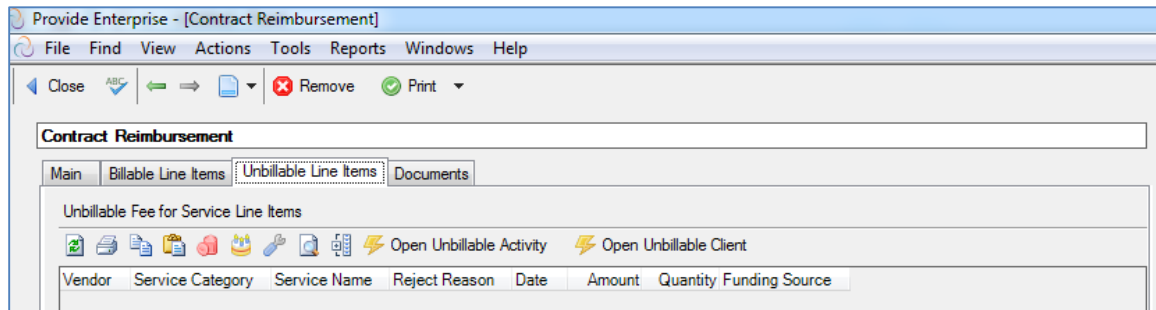 Provide Enterprise - [Contract Reimbursement]
File Find View Actions Tools Reports Windows Help
Close ABC Remove Print
Contract Reimbursement
Main Billable Line Items Unbillable Line Items Documents
Unbillable Fee for Service Line Items
Open Unbillable Activity Open Unbillable Client
Vendor Service Category Service Name Reject Reason Date Amount Quantity Funding Source